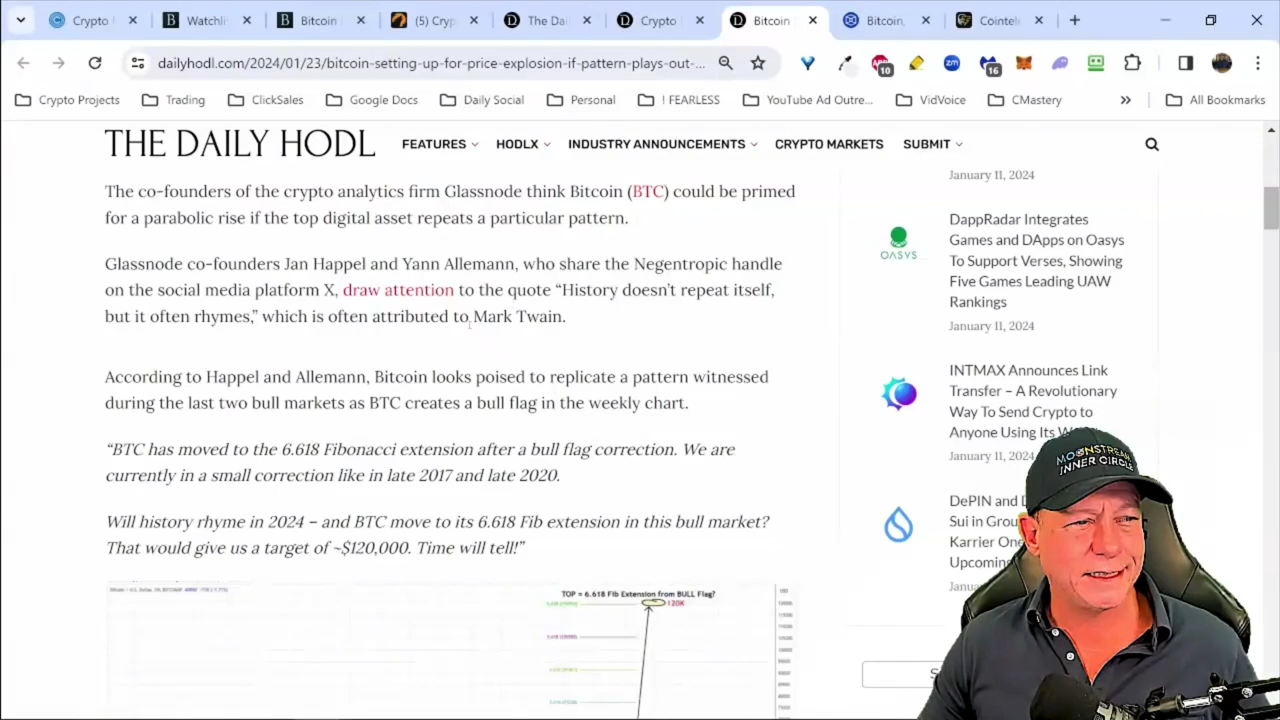 Crypto
Watchli
Bitcoin
(5) Cry
The Dai
Crypto
Bitcoin
Bitcoin,
Cointel
dailyhodl.com/2024/01/23/bitcoin-setting-up-for-price-explosion-if-pattern-plays-out-...
10
zm
16
Crypto Projects
Trading
ClickSales
Google Docs
Daily Social
Personal
! FEARLESS
YouTube Ad Outre...
VidVoice
CMastery
»
All Bookmarks
THE DAILY HODL
FEATURES
HODLX
INDUSTRY ANNOUNCEMENTS
CRYPTO MARKETS
SUBMIT
The co-founders of the crypto analytics firm Glassnode think Bitcoin (BTC) could be primed
for a parabolic rise if the top digital asset repeats a particular pattern.
Glassnode co-founders Jan Happel and Yann Allemann, who share the Negentropic handle
on the social media platform X, draw attention to the quote “History doesn’t repeat itself,
but it often rhymes,” which is often attributed to Mark Twain.
According to Happel and Allemann, Bitcoin looks poised to replicate a pattern witnessed
during the last two bull markets as BTC creates a bull flag in the weekly chart.
“BTC has moved to the 6.618 Fibonacci extension after a bull flag correction. We are
currently in a small correction like in late 2017 and late 2020.
Will history rhyme in 2024 – and BTC move to its 6.618 Fib extension in this bull market?
That would give us a target of ~$120,000. Time will tell!”
TOP = 6.618 Fib Extension from BULL Flag?
120K
January 11, 2024
OASYS
DappRadar Integrates
Games and DApps on Oasys
To Support Verses, Showing
Five Games Leading UAW
Rankings
January 11, 2024
INTMAX Announces Link
Transfer – A Revolutionary
Way To Send Crypto to
Anyone Using Its
January 11, 2024
DePIN and
Sui in
Karrier One
Upcoming
MOONSTREAM
INNER CIRCLE